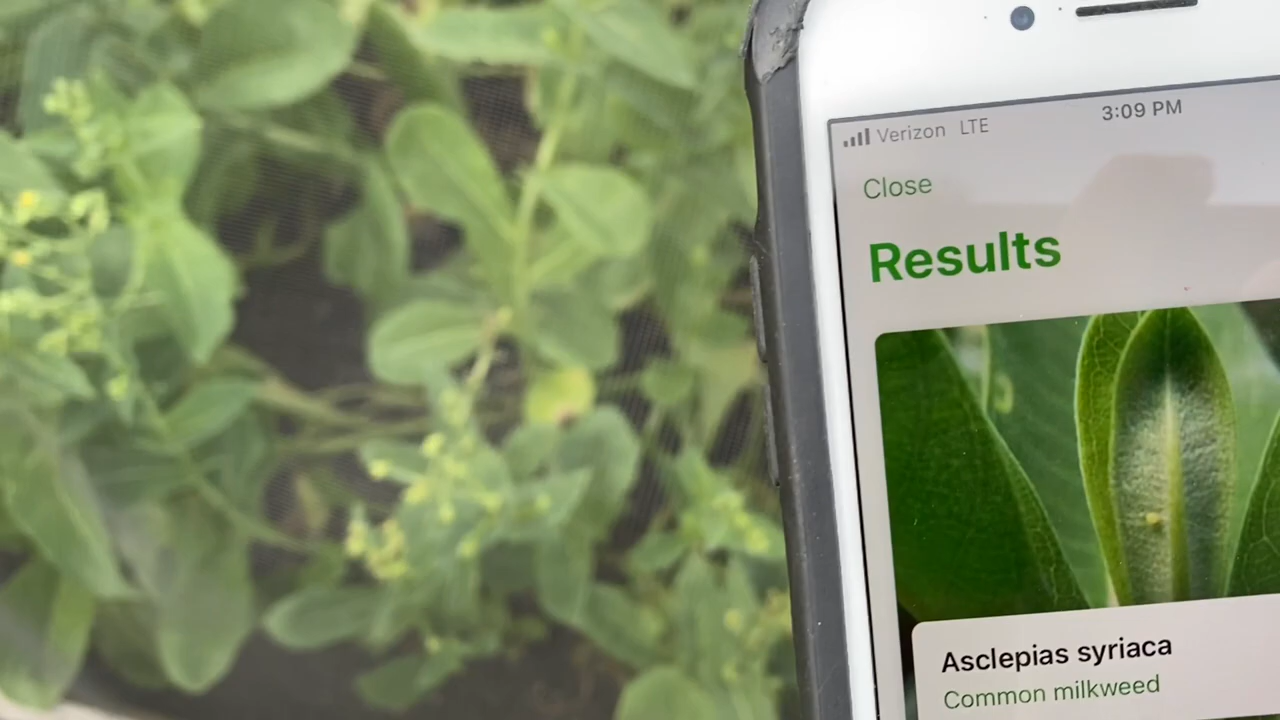 Verizon LTE 3:09 PM
Close
Results
Asclepias syriaca
Common milkweed